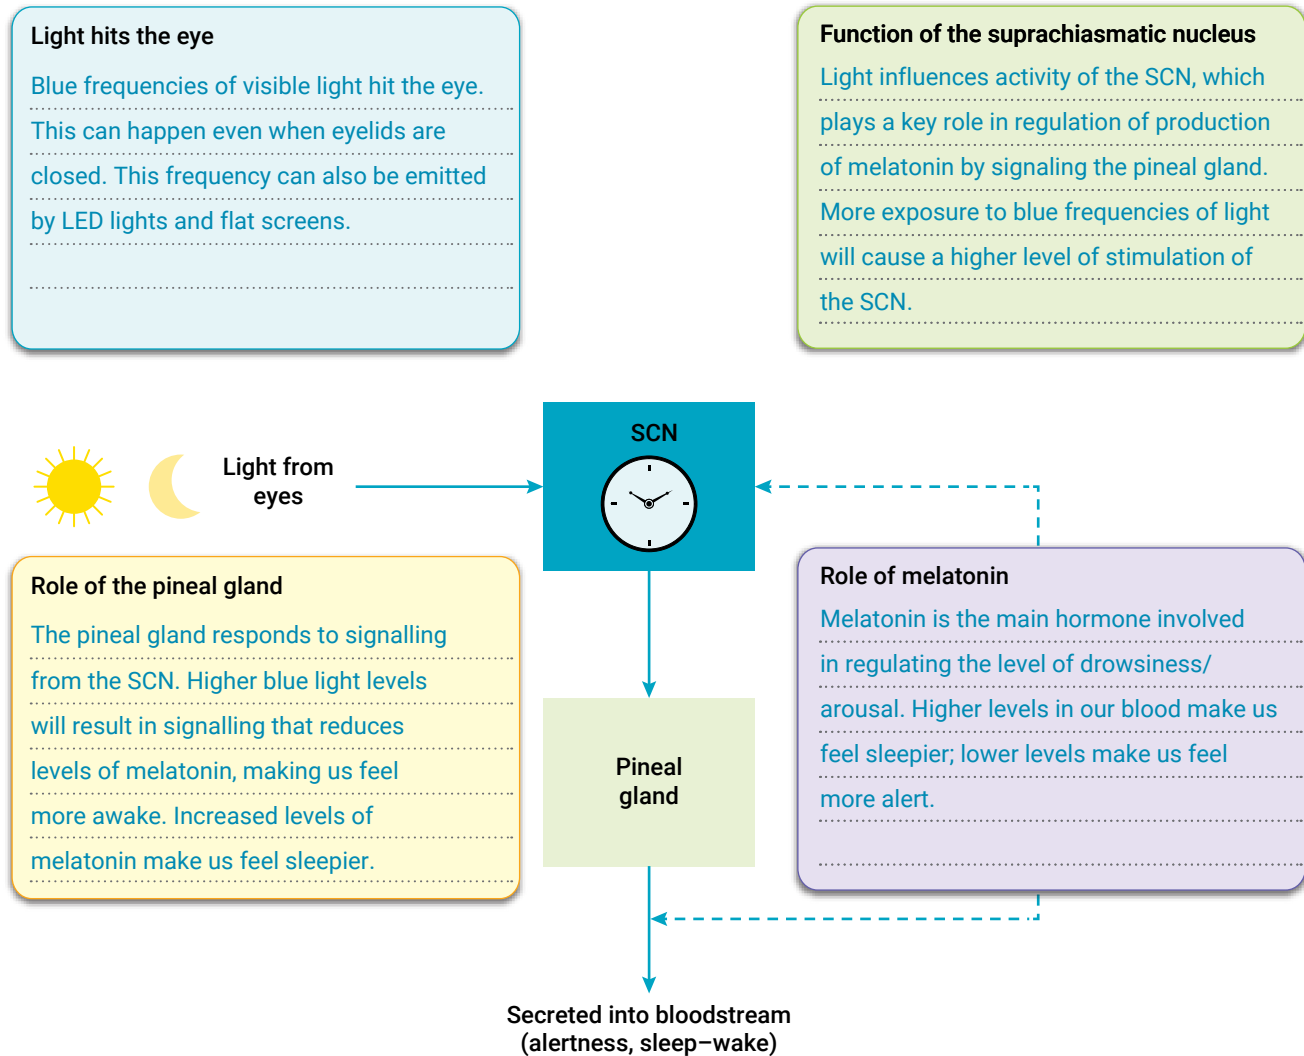 Light hits the eye
Blue frequencies of visible light hit the eye.
This can happen even when eyelids are
closed. This frequency can also be emitted
by LED lights and flat screens.
Function of the suprachiasmatic nucleus
Light influences activity of the SCN, which
plays a key role in regulation of production
of melatonin by signaling the pineal gland.
More exposure to blue frequencies of light
will cause a higher level of stimulation of
the SCN.
SCN
Light from
eyes
Role of the pineal gland
The pineal gland responds to signalling
from the SCN. Higher blue light levels
will result in signalling that reduces
levels of melatonin, making us feel
more awake. Increased levels of
melatonin make us feel sleepier.
Pineal
gland
Role of melatonin
Melatonin is the main hormone involved
in regulating the level of drowsiness/
arousal. Higher levels in our blood make us
feel sleepier; lower levels make us feel
more alert.
Secreted into bloodstream
(alertness, sleep–wake)